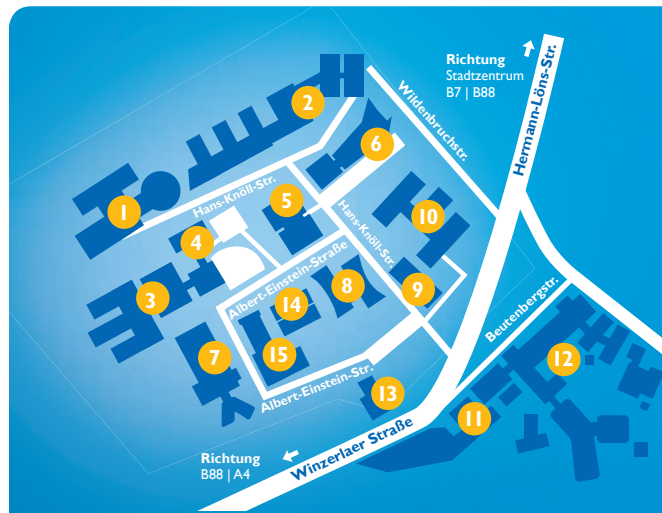 Richtung
Stadtzentrum
B7 | B88
Hermann-Löns-Str.
Wildenbruchstr.
2
6
Hans-Knöll-Str.
1
5
10
4
Hans-Knöll-Str.
Albert-Einstein-Straße
3
14
8
9
Beutenbergstr.
7
15
12
Albert-Einstein-Str.
13
11
Richtung
B88 | A4
Winzerlaer Straße